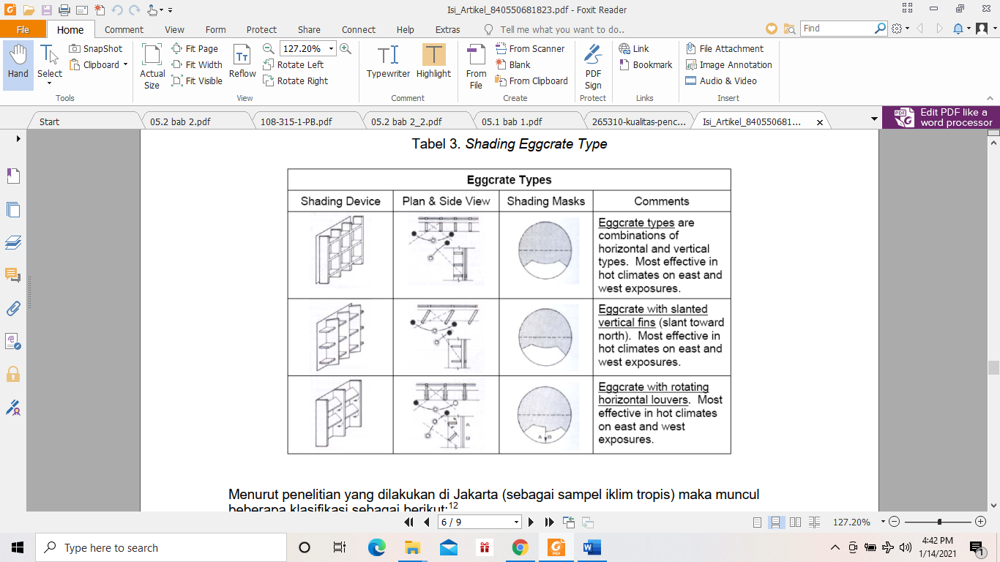 Isi_Artikel_840550681823.pdf - Foxit Reader
File Home Comment View Form Protect Share Connect Help Extras Tell me what you want to do.. Find
Hand
Select
SnapShot
Clipboard
Tools
Actual Size
Fit Page
Fit Width
Fit Visible
Reflow
127.20%
Rotate Left
Rotate Right
View
Typewriter
Highlight
Comment
From File
From Scanner
Blank
From Clipboard
Create
PDF Sign
Protect
Link
Bookmark
Links
File Attachment
Image Annotation
Audio & Video
Insert
Start 05.2 bab 2.pdf 108-315-1-PB.pdf 05.2 bab 2_2.pdf 05.1 bab 1.pdf 265310-kualitas-penc... Isi_Artikel_840550681...
Edit PDF like a
word processor
Tabel 3. Shading Eggcrate Type
Eggcrate Types
Shading Device Plan & Side View Shading Masks Comments
Eggcrate types are
combinations of
horizontal and vertical
types. Most effective in
hot climates on east and
west exposures.
Eggcrate with slanted
vertical fins (slant toward
north). Most effective in
hot climates on east and
west exposures.
Eggcrate with rotating
horizontal louvers. Most
effective in hot climates
on east and west
exposures.
A B
Menurut penelitian yang dilakukan di Jakarta (sebagai sampel iklim tropis) maka muncul
beberapa klasifikasi sebagai berikut:12
6 / 9
127.20%
Type here to search
4:42 PM
1/14/2021
1